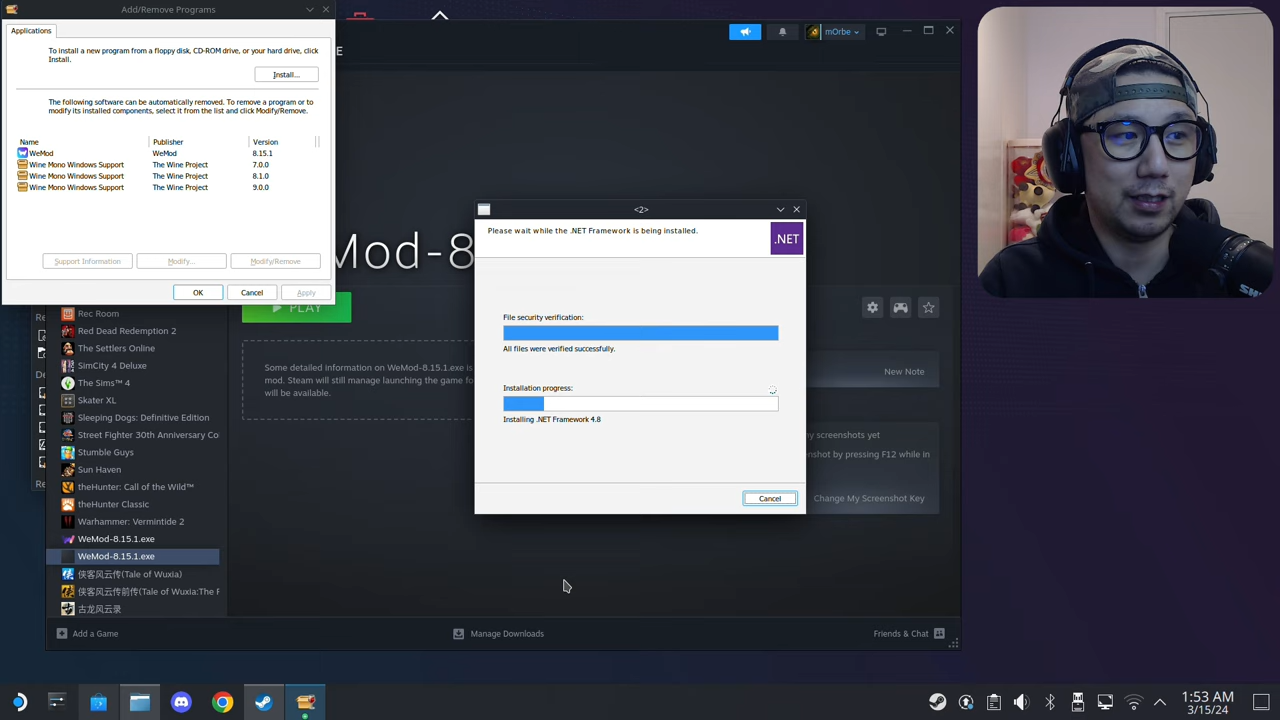 Add/Remove Programs
Applications
To install a new program from a floppy disk, CD-ROM drive, or your hard drive, click
Install.
Install...
The following software can be automatically removed. To remove a program or to
modify its installed components, select it from the list and click Modify/Remove.
Name Publisher Version
WeMod WeMod 8.15.1
Wine Mono Windows Support The Wine Project 7.0.0
Wine Mono Windows Support The Wine Project 8.1.0
Wine Mono Windows Support The Wine Project 9.0.0
Support Information Modify... Modify/Remove
OK Cancel Apply
mOrbe
E
Mod-8
PLAY
Some detailed information on WeMod-8.15.1.exe is
mod. Steam will still manage launching the game fo
will be available.
New Note
screenshots yet
enshot by pressing F12 while in
Change My Screenshot Key
<2>
Please wait while the .NET Framework is being installed.
.NET
File security verification:
All files were verified successfully.
Installation progress:
Installing .NET Framework 4.8
Cancel
Rec Room
Red Dead Redemption 2
The Settlers Online
SimCity 4 Deluxe
The Sims™ 4
Skater XL
Sleeping Dogs: Definitive Edition
Street Fighter 30th Anniversary Co
Stumble Guys
Sun Haven
theHunter: Call of the Wild™
theHunter Classic
Warhammer: Vermintide 2
WeMod-8.15.1.exe
WeMod-8.15.1.exe
侠客风云传(Tale of Wuxia)
侠客风云传前传(Tale of Wuxia:The F
古龙风云录
Add a Game
Manage Downloads
Friends & Chat
1:53 AM
3/15/24